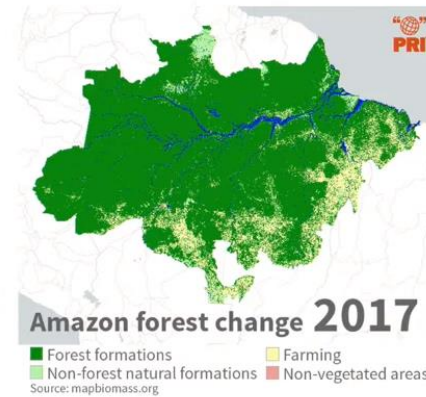 PRI
Amazon forest change 2017
Forest formations
Farming
Non-forest natural formations
Non-vegetated areas
Source: mapbiomass.org